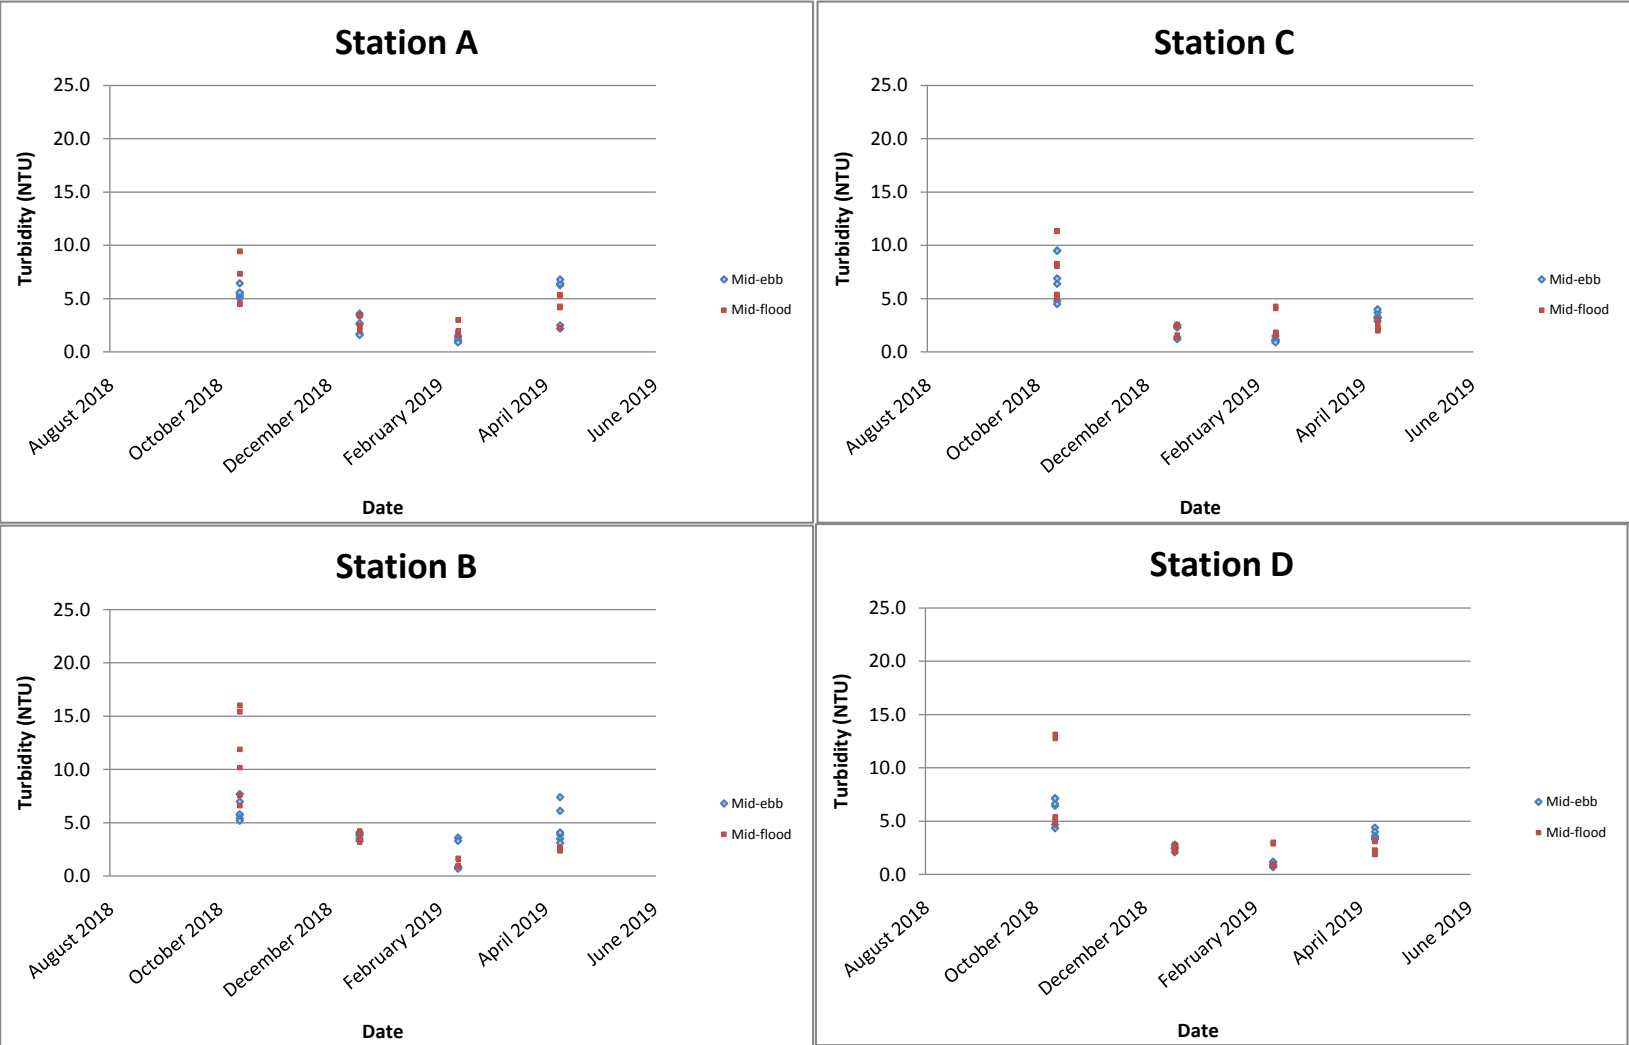 Station A
25.0
20.0
15.0
10.0
5.0
0.0
Turbidity (NTU)
August 2018
October 2018
December 2018
February 2019
April 2019
June 2019
Date
Mid-ebb
Mid-flood
Station C
25.0
20.0
15.0
10.0
5.0
0.0
Turbidity (NTU)
August 2018
October 2018
December 2018
February 2019
April 2019
June 2019
Date
Mid-ebb
Mid-flood
Station B
25.0
20.0
15.0
10.0
5.0
0.0
Turbidity (NTU)
August 2018
October 2018
December 2018
February 2019
April 2019
June 2019
Date
Mid-ebb
Mid-flood
Station D
25.0
20.0
15.0
10.0
5.0
0.0
Turbidity (NTU)
August 2018
October 2018
December 2018
February 2019
April 2019
June 2019
Date
Mid-ebb
Mid-flood